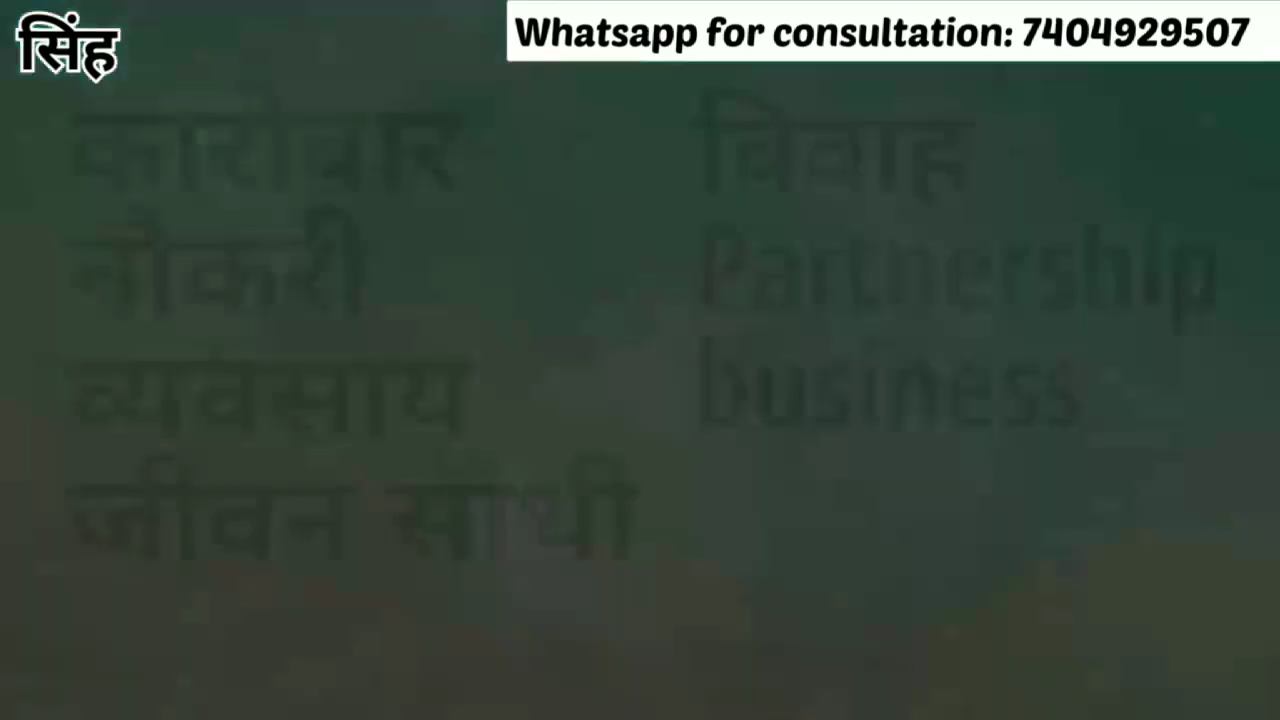 सिंह
Whatsapp for consultation: 7404929507
कारोबार
नौकरी
व्यवसाय
जीवन साथी
विवाह
Partnership
business